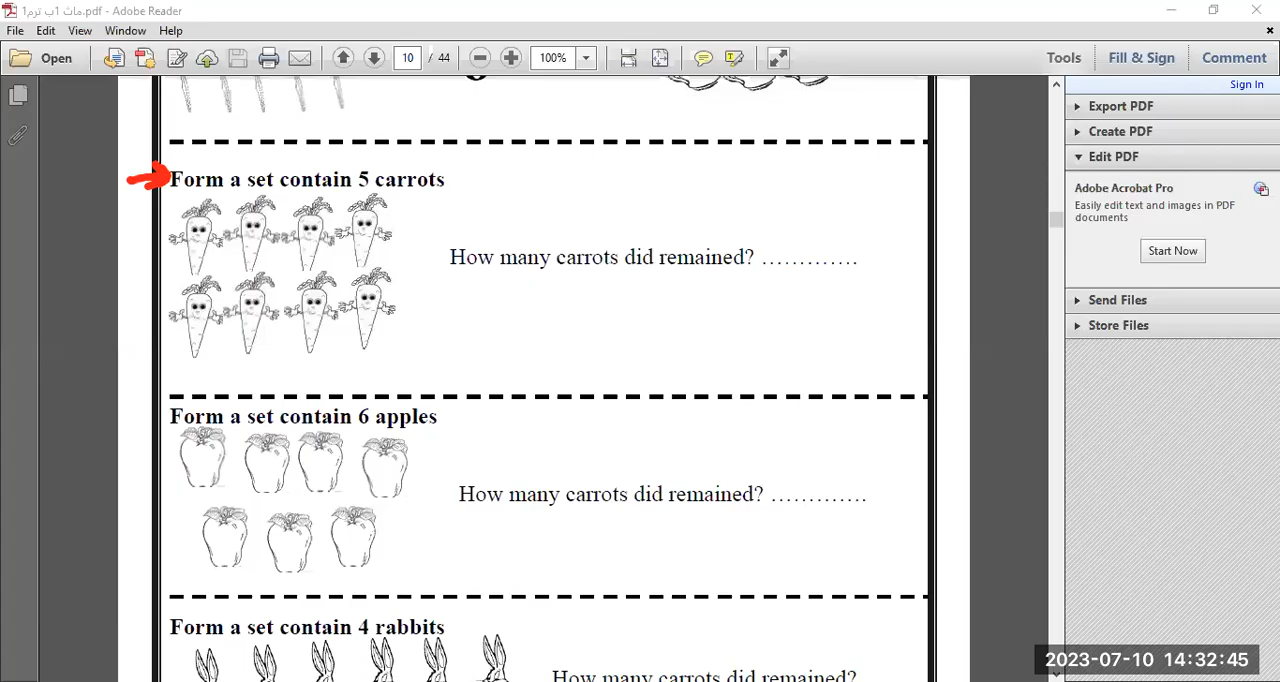 1ماث 1ب ترم.pdf - Adobe Reader
File Edit View Window Help
Open 10 / 44 100% Tools Fill & Sign Comment
Sign In
Export PDF
Create PDF
Edit PDF
Adobe Acrobat Pro
Easily edit text and images in PDF
documents
Start Now
Send Files
Store Files
Form a set contain 5 carrots
How many carrots did remained? .............
Form a set contain 6 apples
How many carrots did remained? .............
Form a set contain 4 rabbits
How many carrots did remained?
2023-07-10 14:32:45